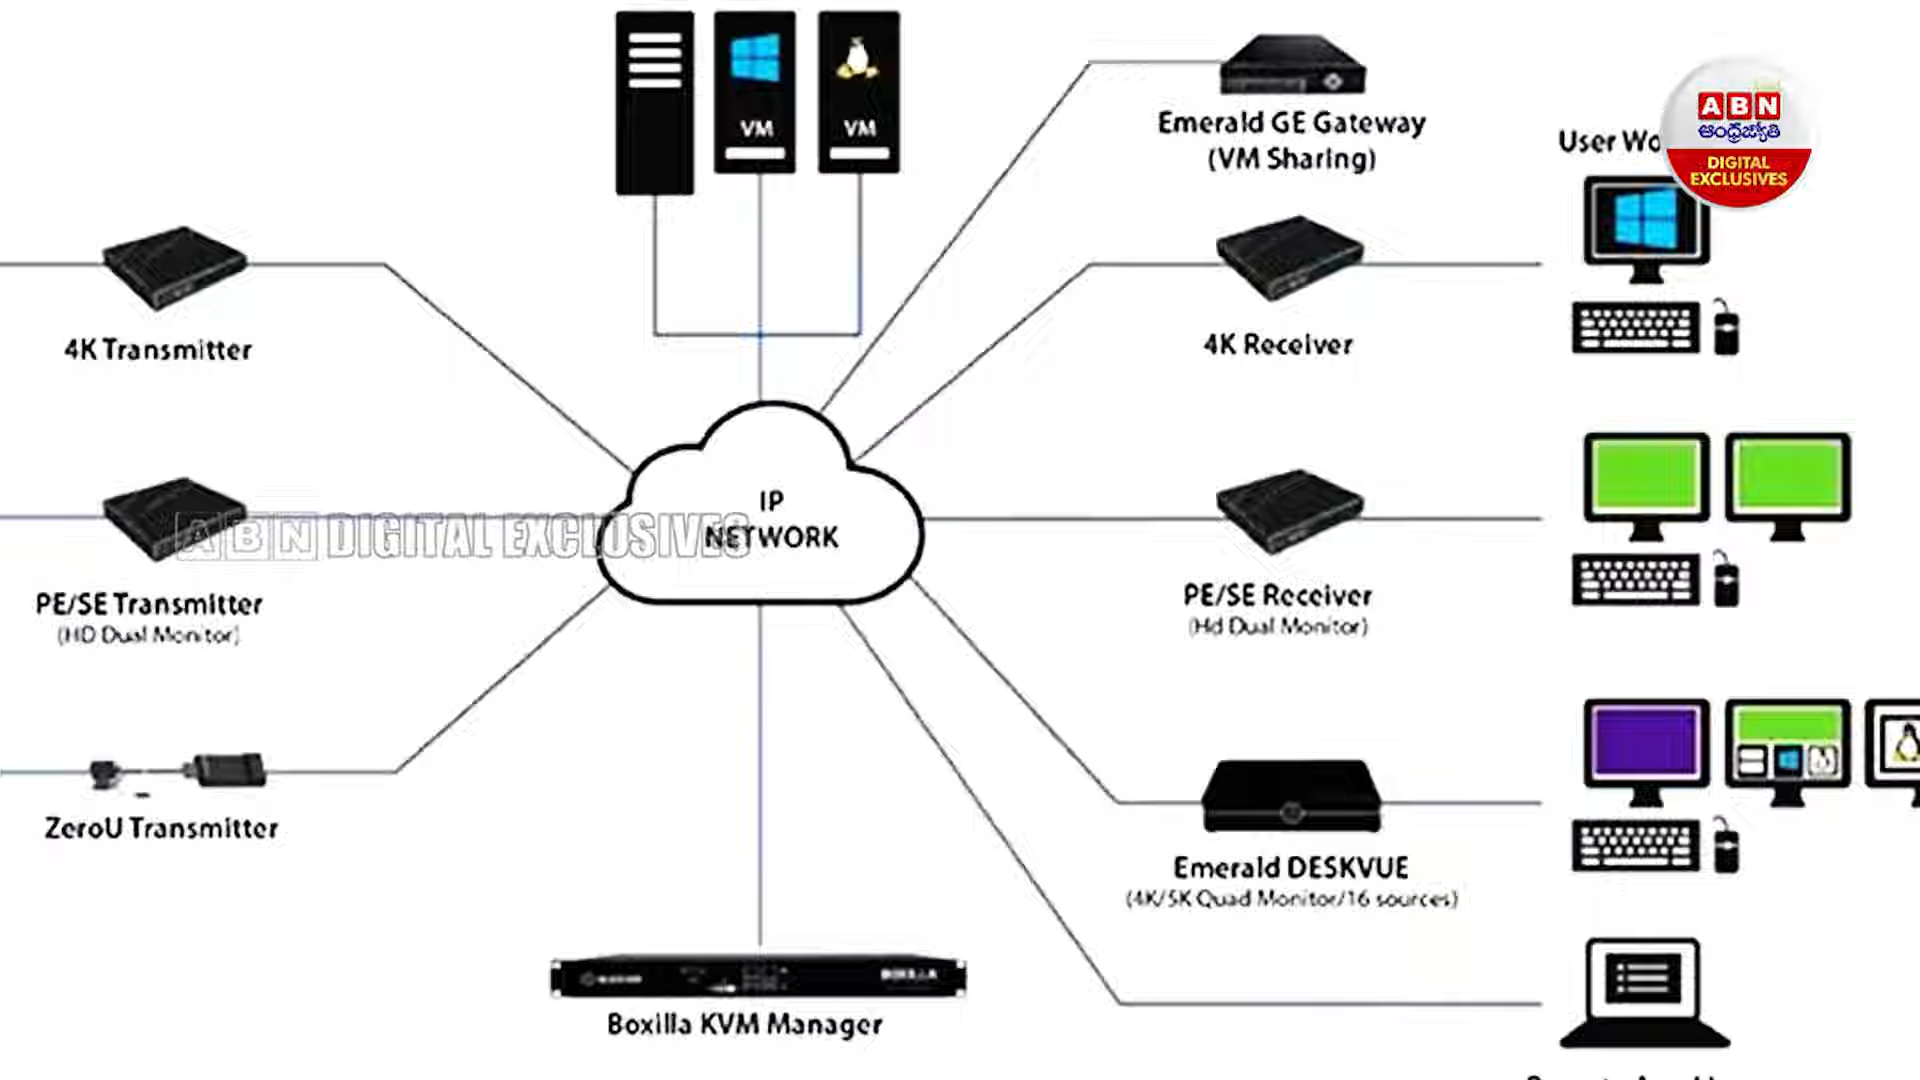 VM
VM
Emerald GE Gateway
(VM Sharing)
User Wo
ABN
ఆంధ్రజ్యోతి
DIGITAL
EXCLUSIVES
4K Transmitter
4K Receiver
IP
NETWORK
ABN DIGITAL EXCLUSIVES
PE/SE Transmitter
(HD Dual Monitor)
PE/SE Receiver
(Hd Dual Monitor)
ZeroU Transmitter
Emerald DESKVUE
(4K/5K Quad Monitor/16 sources)
BOXILLA
Boxilla KVM Manager